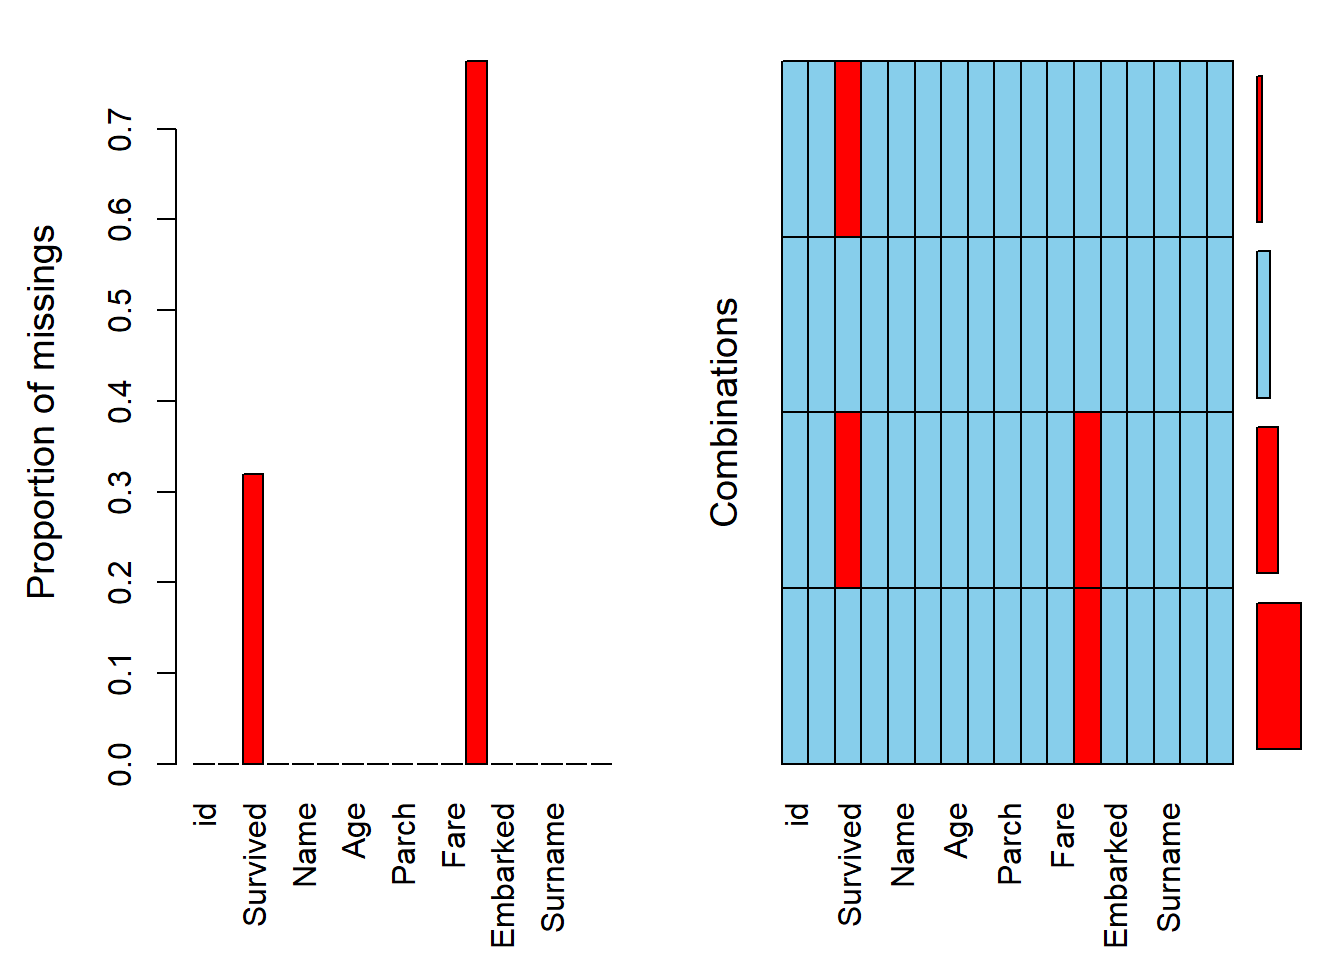 Proportion of missings
0.7
0.6
0.5
0.4
0.3
0.2
0.1
0.0
id
Survived
Name
Age
Parch
Fare
Embarked
Surname
Combinations
id
Survived
Name
Age
Parch
Fare
Embarked
Surname